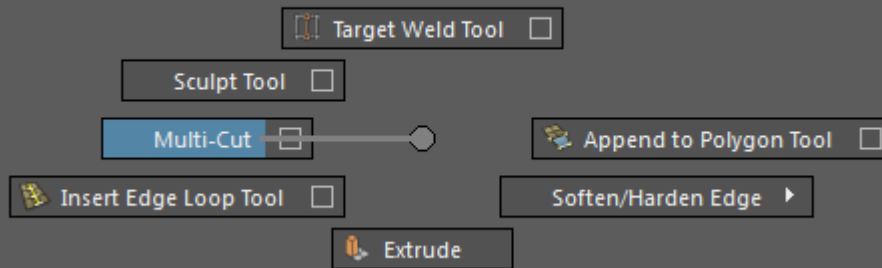 Target Weld Tool
Sculpt Tool
Multi-Cut
Append to Polygon Tool
Insert Edge Loop Tool
Soften/Harden Edge
Extrude